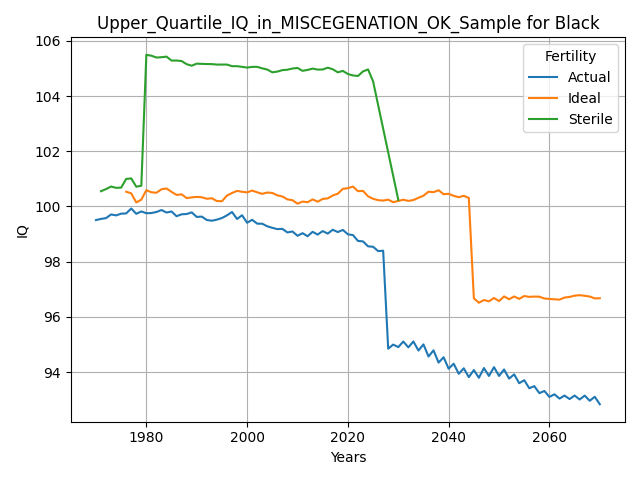 Upper_Quartile_IQ_in_MISCEGENATION_OK_Sample for Black
Fertility
Actual
Ideal
Sterile
IQ
106
104
102
100
98
96
94
1980
2000
2020
2040
2060
Years